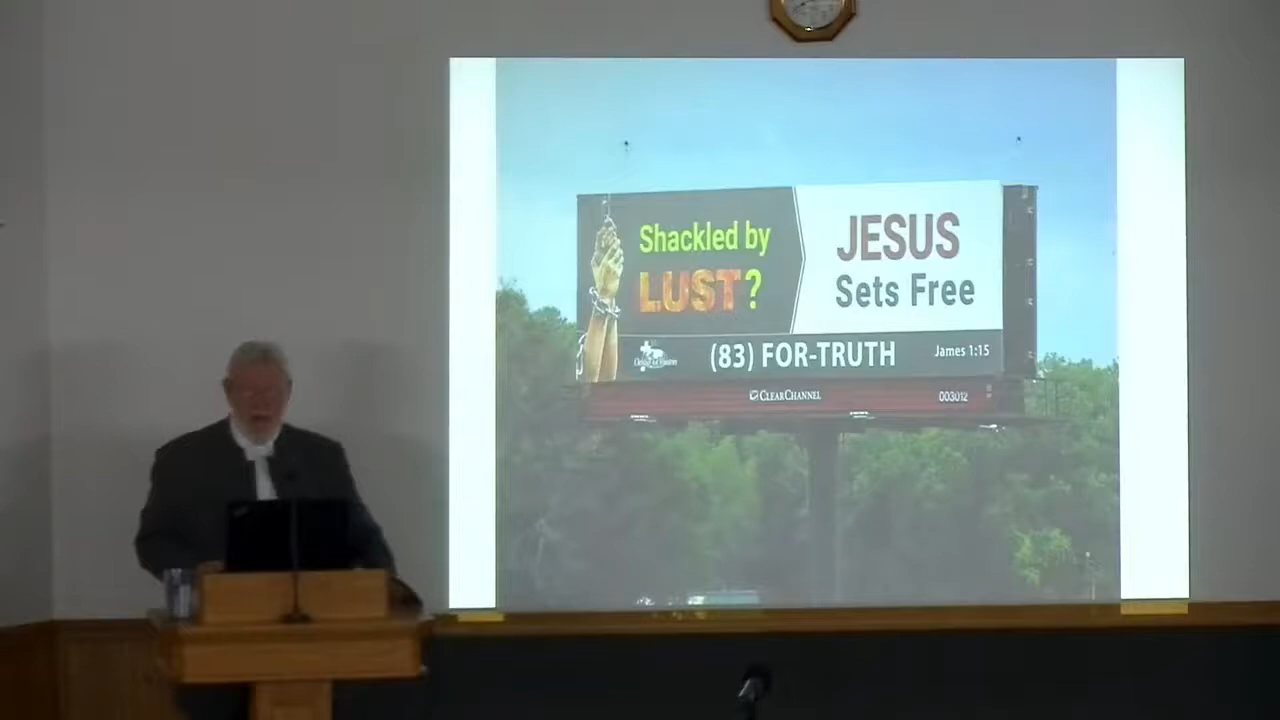 Shackled by
LUST?
JESUS
Sets Free
(83) FOR-TRUTH
James 1:15
CLEARCHANNEL
003012